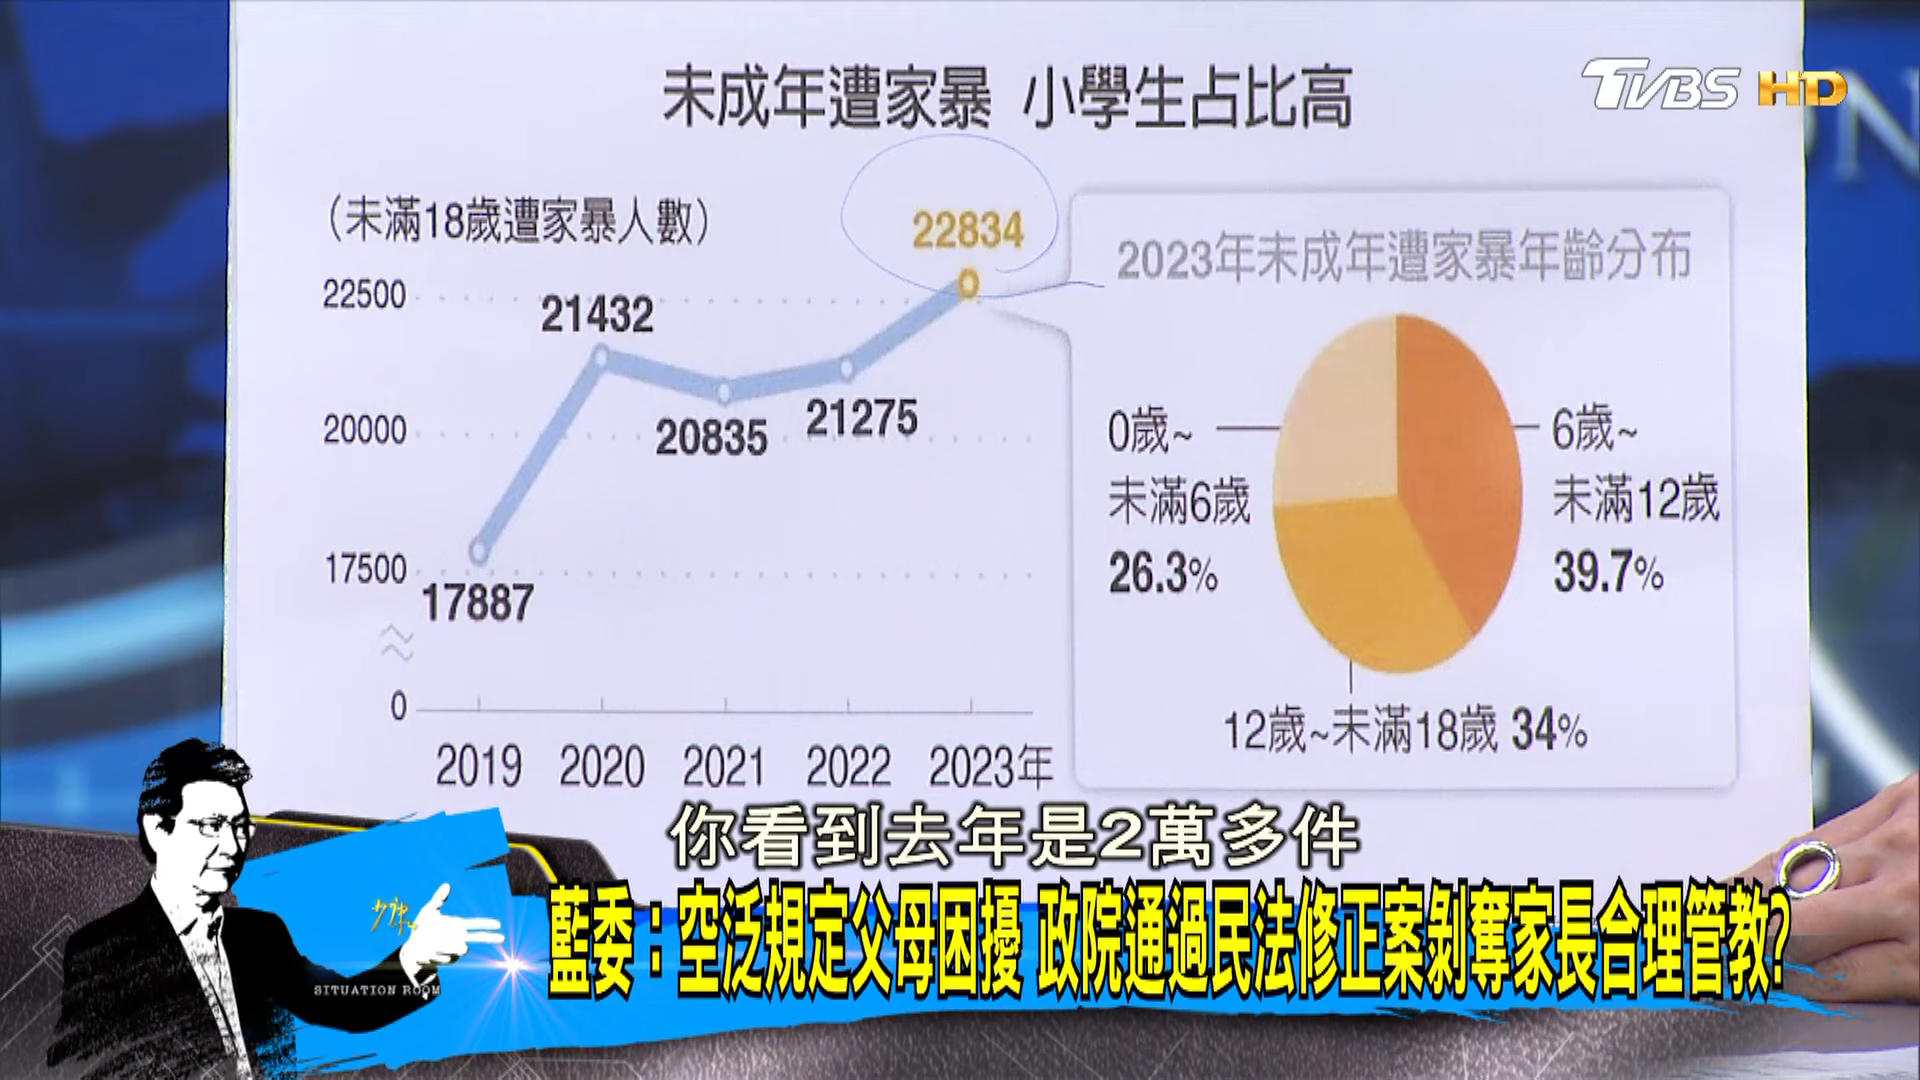 未成年遭家暴 小學生占比高
TVBS HD
(未滿18歲遭家暴人數)
22834
22500
21432
20835
21275
20000
17500
17887
0
2019 2020 2021 2022 2023年
2023年未成年遭家暴年齡分布
0歲~
未滿6歲
26.3%
6歲~
未滿12歲
39.7%
12歲~未滿18歲 34%
你看到去年是2萬多件
藍委：空泛規定父母困擾 政院通過民法修正案剝奪家長合理管教?
SITUATION ROOM